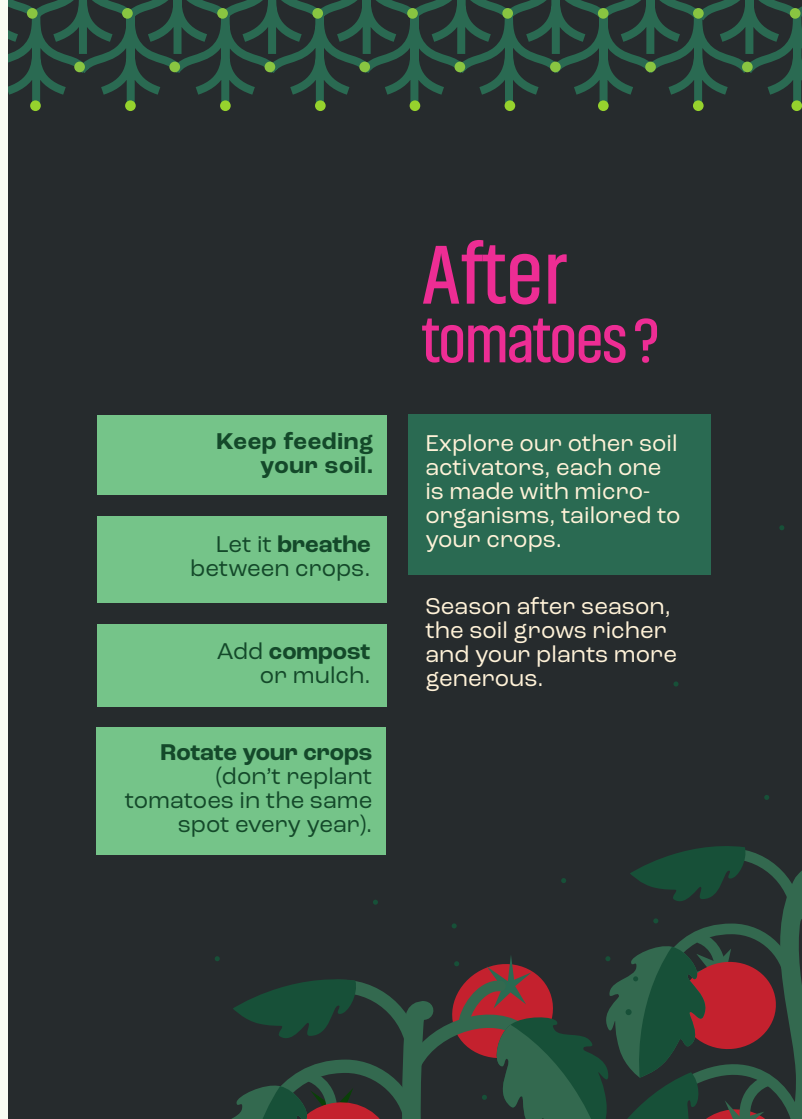 After
tomatoes ?
Keep feeding
your soil.
Let it breathe
between crops.
Add compost
or mulch.
Rotate your crops
(don’t replant
tomatoes in the same
spot every year).
Explore our other soil
activators, each one
is made with micro-
organisms, tailored to
your crops.
Season after season,
the soil grows richer
and your plants more
generous.